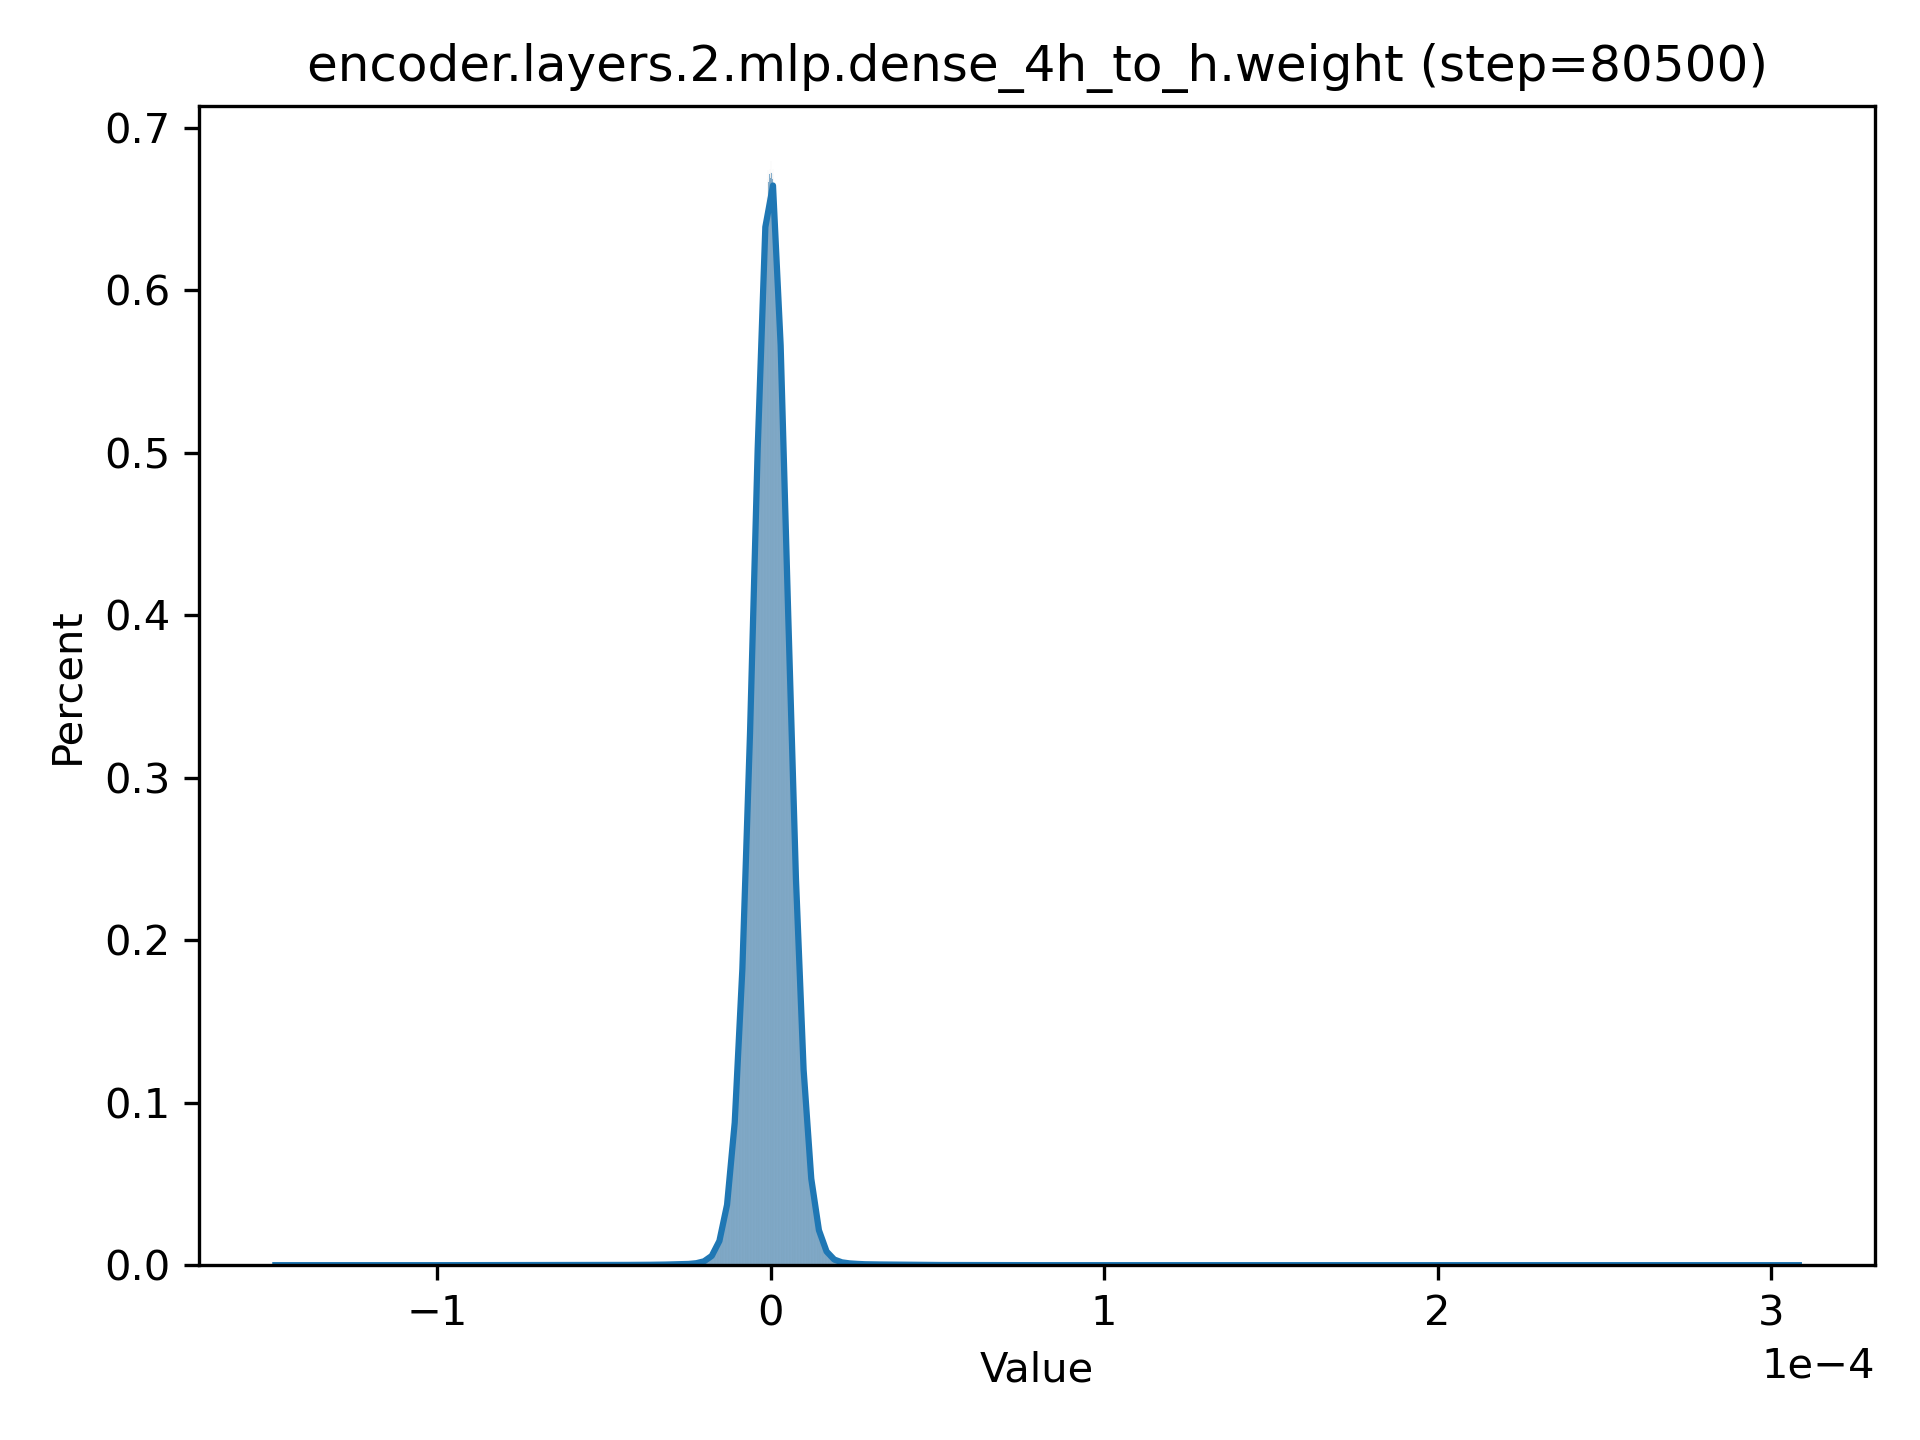 encoder.layers.2.mlp.dense_4h_to_h.weight (step=80500)
0.7
0.6
0.5
0.4
0.3
0.2
0.1
0.0
Percent
−1 0 1 2 3
1e−4
Value